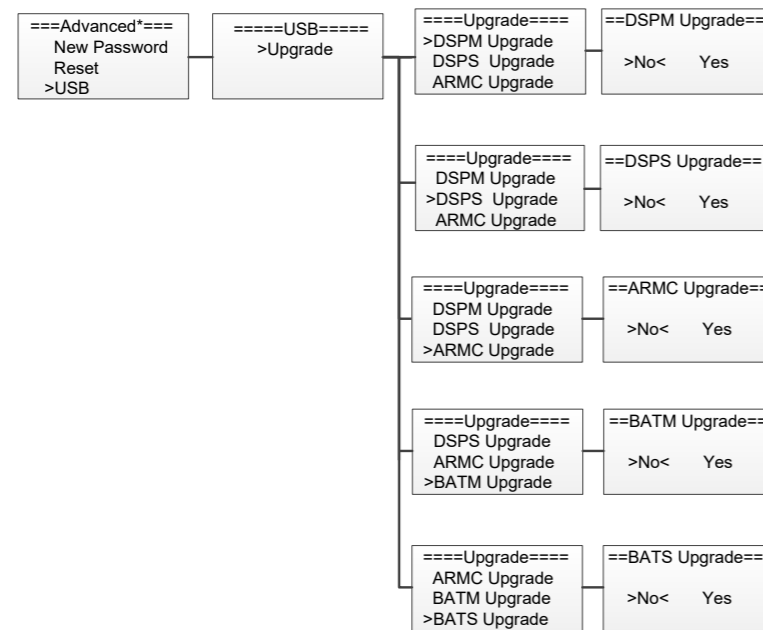 ===Advanced*===
New Password
Reset
>USB
=====USB=====
>Upgrade
====Upgrade====
>DSPM Upgrade
DSPS  Upgrade
ARMC Upgrade
==DSPM Upgrade==
>No<    Yes
====Upgrade====
DSPM Upgrade
>DSPS  Upgrade
ARMC Upgrade
==DSPS Upgrade==
>No<    Yes
====Upgrade====
DSPM Upgrade
DSPS  Upgrade
>ARMC Upgrade
==ARMC Upgrade==
>No<    Yes
====Upgrade====
DSPS Upgrade
ARMC Upgrade
>BATM Upgrade
==BATM Upgrade==
>No<    Yes
====Upgrade====
ARMC Upgrade
BATM Upgrade
>BATS Upgrade
==BATS Upgrade==
>No<    Yes